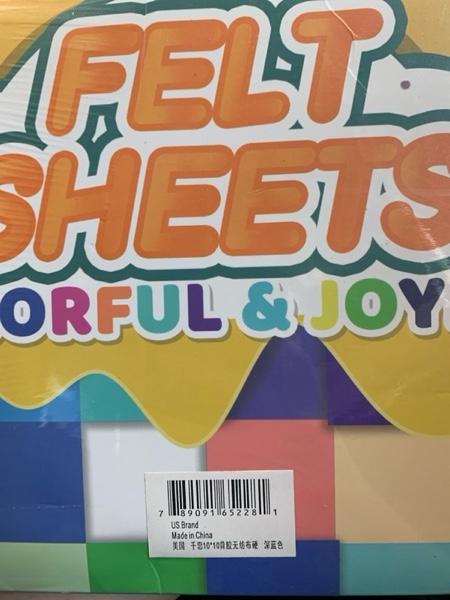 FELT
SHEETS
ORFUL & JOY
7 89091 65228 1
US Brand
Made in China
美国 千恋10*10背胶无纺布硬 深蓝色